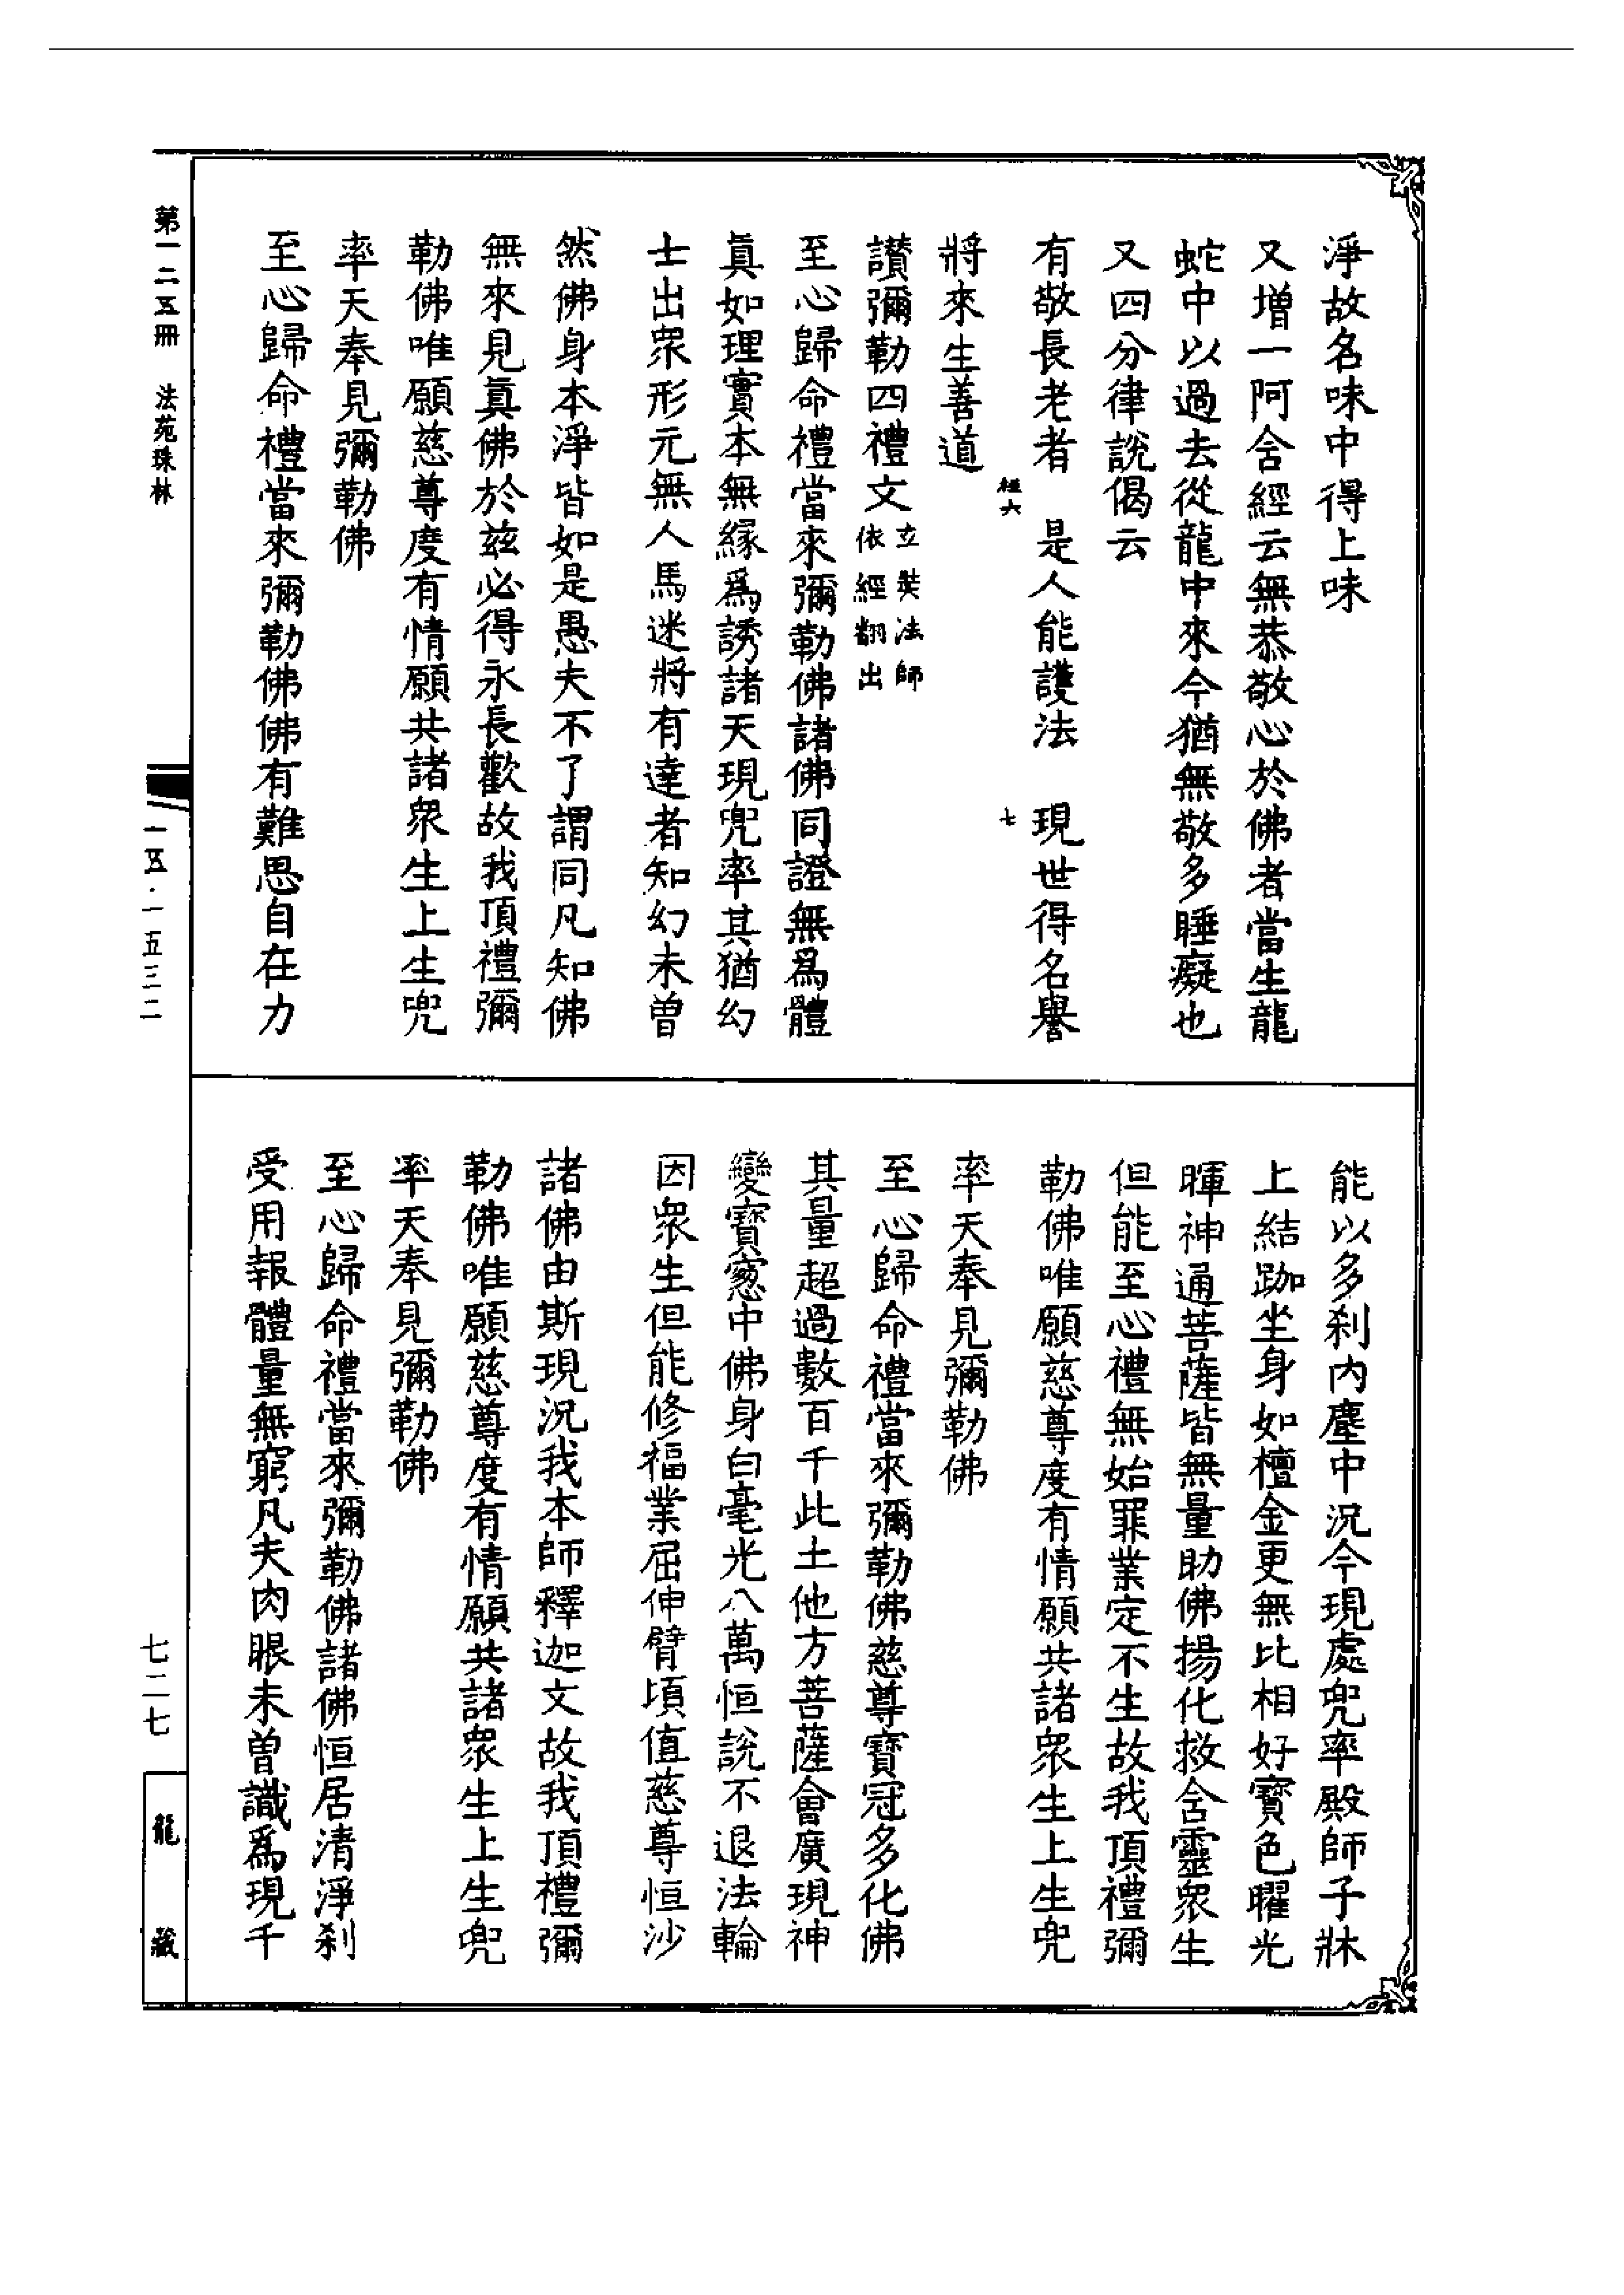 淨故名味中得上味
又增一阿含經云無恭敬心於佛者當生龍
蛇中以過去從龍中來今猶無敬多睡癡也
又四分律說偈云
有敬長老者　是人能護法　現世得名譽
將來生善道
讚彌勒四禮文
立奘法師
依經翻出
至心歸命禮當來彌勒佛諸佛同證無爲體
眞如理實本無緣爲誘諸天現兜率其猶幻
士出衆形元無人馬迷將有達者知幻未曾
然佛身本淨皆如是愚夫不了謂同凡知佛
無來見眞佛於兹必得永長歡故我頂禮彌
勒佛唯願慈尊度有情願共諸衆生上生兜
率天奉見彌勒佛
至心歸命禮當來彌勒佛佛有難思自在力
能以多刹内塵中況今現處兜率殿師子牀
上結跏坐身如檀金更無比相好寶色曜光
暉神通菩薩皆無量助佛揚化救含靈衆生
但能至心禮無始罪業定不生故我頂禮彌
勒佛唯願慈尊度有情願共諸衆生上生兜
率天奉見彌勒佛
至心歸命禮當來彌勒佛慈尊寶冠多化佛
其量超過數百千此土他方菩薩會廣現神
變寶窻中佛身白毫光八萬恒說不退法輪
因衆生但能修福業屈伸臂頃值慈尊恒沙
諸佛由斯現況我本師釋迦文故我頂禮彌
勒佛唯願慈尊度有情願共諸衆生上生兜
率天奉見彌勒佛
至心歸命禮當來彌勒佛諸佛恒居清淨刹
受用報體量無窮凡夫肉眼未曾識爲現千
第一二五冊　法苑珠林
一五·一五三二
七二七
龍藏